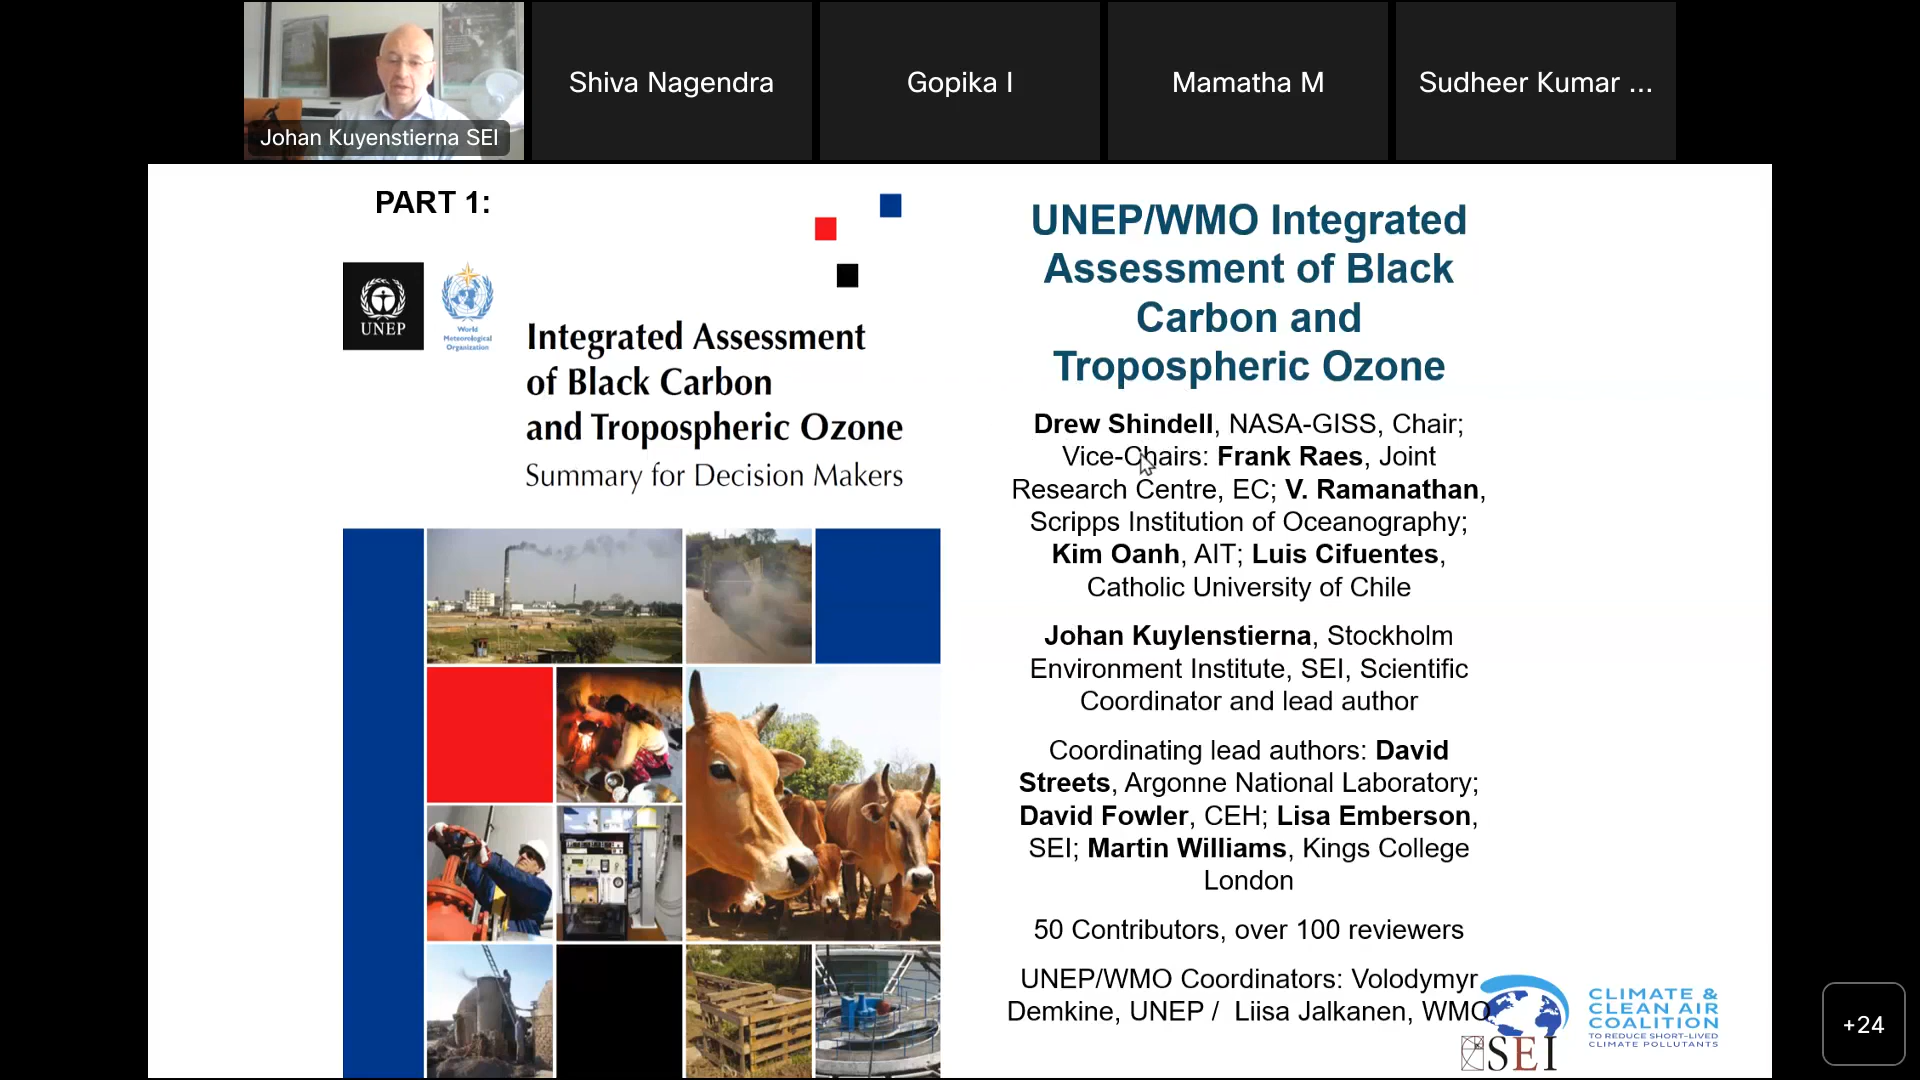 Johan Kuyenstierna SEI
Shiva Nagendra
Gopika I
Mamatha M
Sudheer Kumar ...
PART 1:
UNEP
World
Meteorological
Organization
Integrated Assessment
of Black Carbon
and Tropospheric Ozone
Summary for Decision Makers
UNEP/WMO Integrated
Assessment of Black
Carbon and
Tropospheric Ozone
Drew Shindell, NASA-GISS, Chair;
Vice-Chairs: Frank Raes, Joint
Research Centre, EC; V. Ramanathan,
Scripps Institution of Oceanography;
Kim Oanh, AIT; Luis Cifuentes,
Catholic University of Chile
Johan Kuylenstierna, Stockholm
Environment Institute, SEI, Scientific
Coordinator and lead author
Coordinating lead authors: David
Streets, Argonne National Laboratory;
David Fowler, CEH; Lisa Emberson,
SEI; Martin Williams, Kings College
London
50 Contributors, over 100 reviewers
UNEP/WMO Coordinators: Volodymyr
Demkine, UNEP / Liisa Jalkanen, WMO
SEI
CLIMATE &
CLEAN AIR
COALITION
TO REDUCE SHORT-LIVED
CLIMATE POLLUTANTS
+24